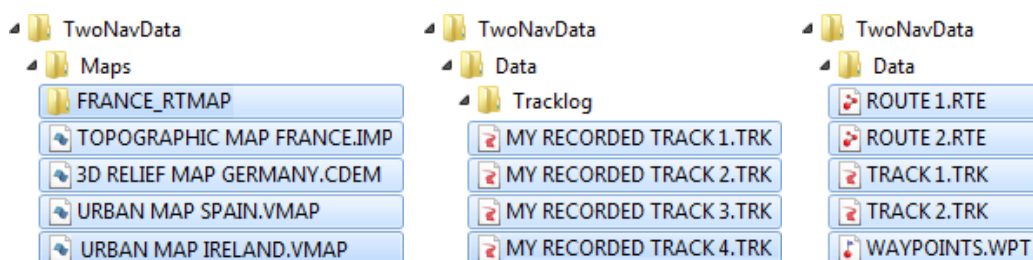 TwoNavData
Maps
FRANCE_RTMAP
TOPOGRAPHIC MAP FRANCE.IMP
3D RELIEF MAP GERMANY.CDEM
URBAN MAP SPAIN.VMAP
URBAN MAP IRELAND.VMAP
TwoNavData
Data
Tracklog
MY RECORDED TRACK 1.TRK
MY RECORDED TRACK 2.TRK
MY RECORDED TRACK 3.TRK
MY RECORDED TRACK 4.TRK
TwoNavData
Data
ROUTE 1.RTE
ROUTE 2.RTE
TRACK 1.TRK
TRACK 2.TRK
WAYPOINTS.WPT